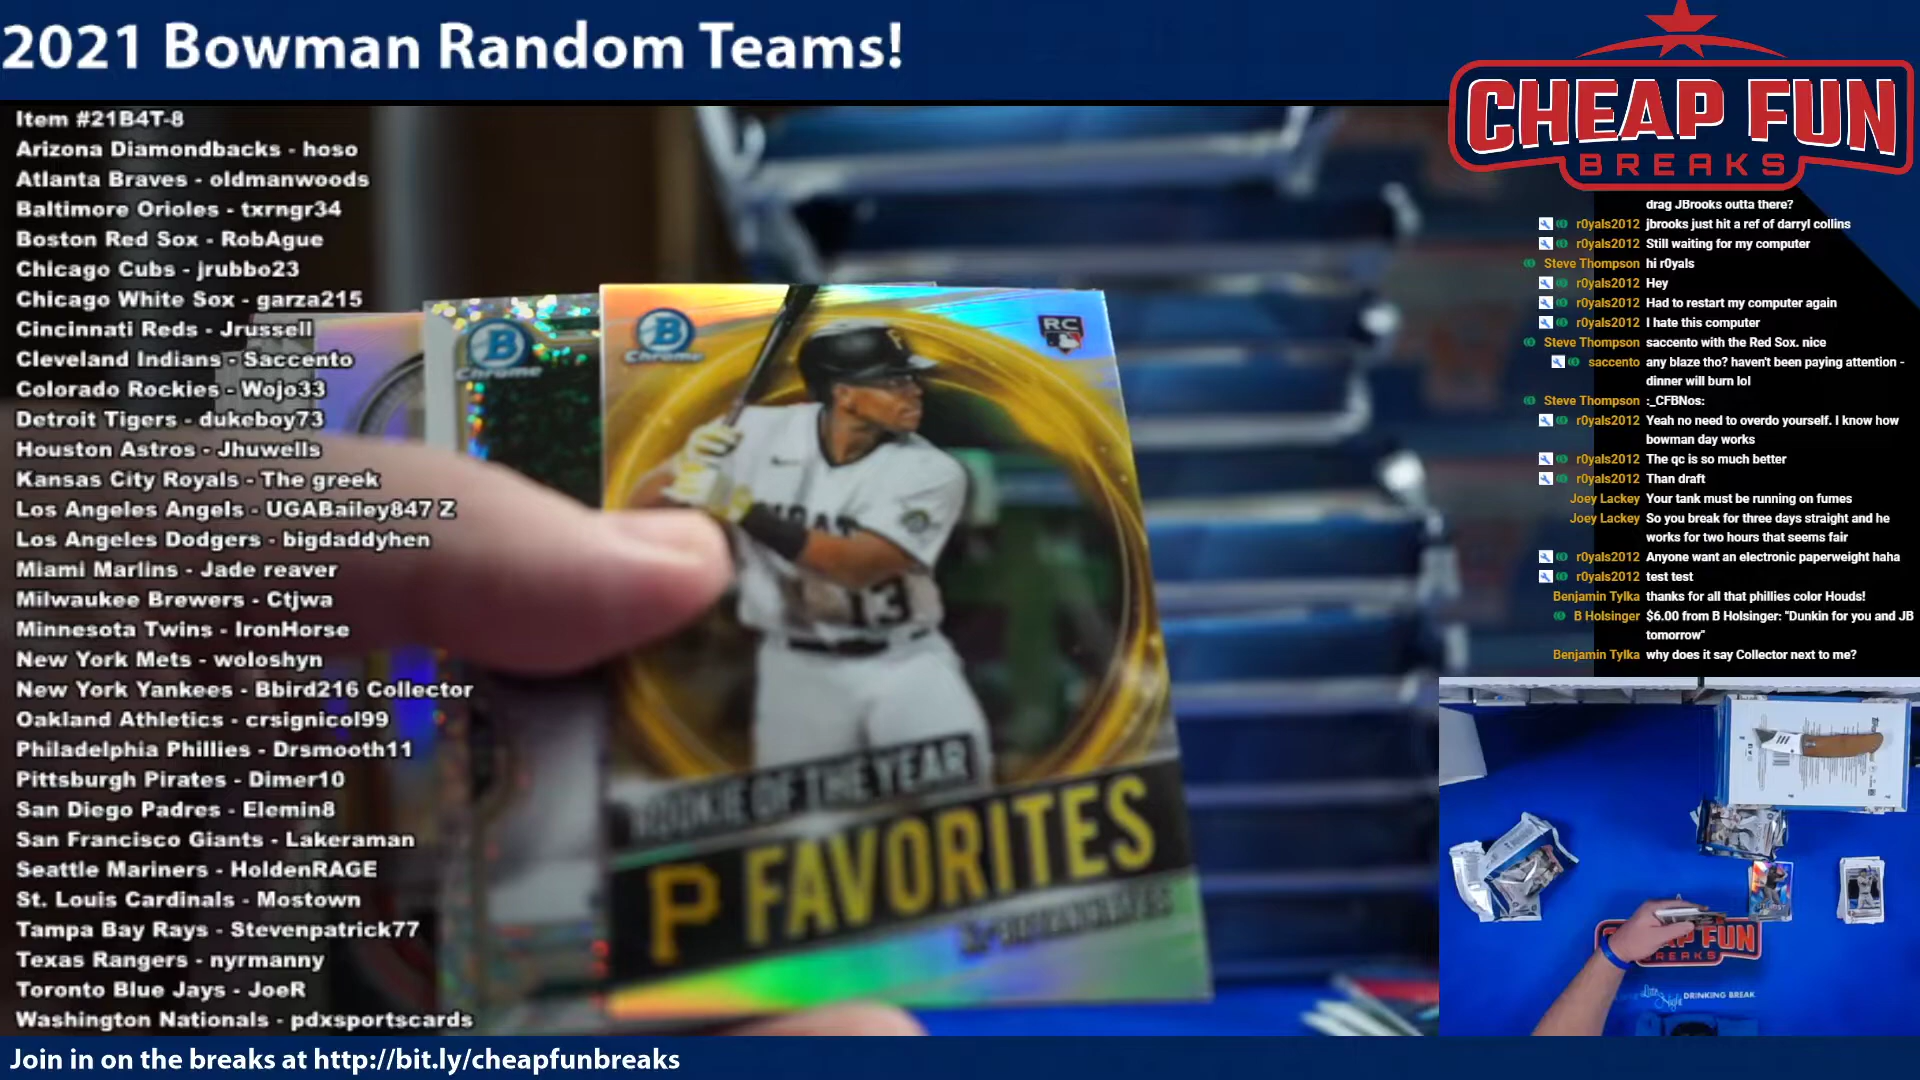 2021 Bowman Random Teams!
CHEAP FUN
BREAKS
Item #21B4T-8
Arizona Diamondbacks - hoso
Atlanta Braves - oldmanwoods
Baltimore Orioles - txrngr34
Boston Red Sox - RobAgue
Chicago Cubs - jrubbo23
Chicago White Sox - garza215
Cincinnati Reds - Jrussell
Cleveland Indians - Saccento
Colorado Rockies - Wojo33
Detroit Tigers - dukeboy73
Houston Astros - Jhuwells
Kansas City Royals - The greek
Los Angeles Angels - UGABailey847 Z
Los Angeles Dodgers - bigdaddyhen
Miami Marlins - Jade reaver
Milwaukee Brewers - Ctjwa
Minnesota Twins - IronHorse
New York Mets - woloshyn
New York Yankees - Bbird216 Collector
Oakland Athletics - crsignicol99
Philadelphia Phillies - Drsmooth11
Pittsburgh Pirates - Dimer10
San Diego Padres - Elemin8
San Francisco Giants - Lakeraman
Seattle Mariners - HoldenRAGE
St. Louis Cardinals - Mostown
Tampa Bay Rays - Stevenpatrick77
Texas Rangers - nyrmanny
Toronto Blue Jays - JoeR
Washington Nationals - pdxsportscards
B
Chrome
B
Chrome
RC
P
13
ROOKIE OF THE YEAR
P FAVORITES
drag JBrooks outta there?
r0yals2012 jbrooks just hit a ref of darryl collins
r0yals2012 Still waiting for my computer
Steve Thompson hi r0yals
r0yals2012 Hey
r0yals2012 Had to restart my computer again
r0yals2012 I hate this computer
Steve Thompson saccento with the Red Sox. nice
saccento any blaze tho? haven't been paying attention -
dinner will burn lol
Steve Thompson :_CFBNos:
r0yals2012 Yeah no need to overdo yourself. I know how
bowman day works
r0yals2012 The qc is so much better
r0yals2012 Than draft
Joey Lackey Your tank must be running on fumes
Joey Lackey So you break for three days straight and he
works for two hours that seems fair
r0yals2012 Anyone want an electronic paperweight haha
r0yals2012 test test
Benjamin Tylka thanks for all that phillies color Houds!
B Holsinger $6.00 from B Holsinger: "Dunkin for you and JB
tomorrow"
Benjamin Tylka why does it say Collector next to me?
CHEAP FUN
BREAKS
Late Night DRINKING BREAK
Join in on the breaks at http://bit.ly/cheapfunbreaks